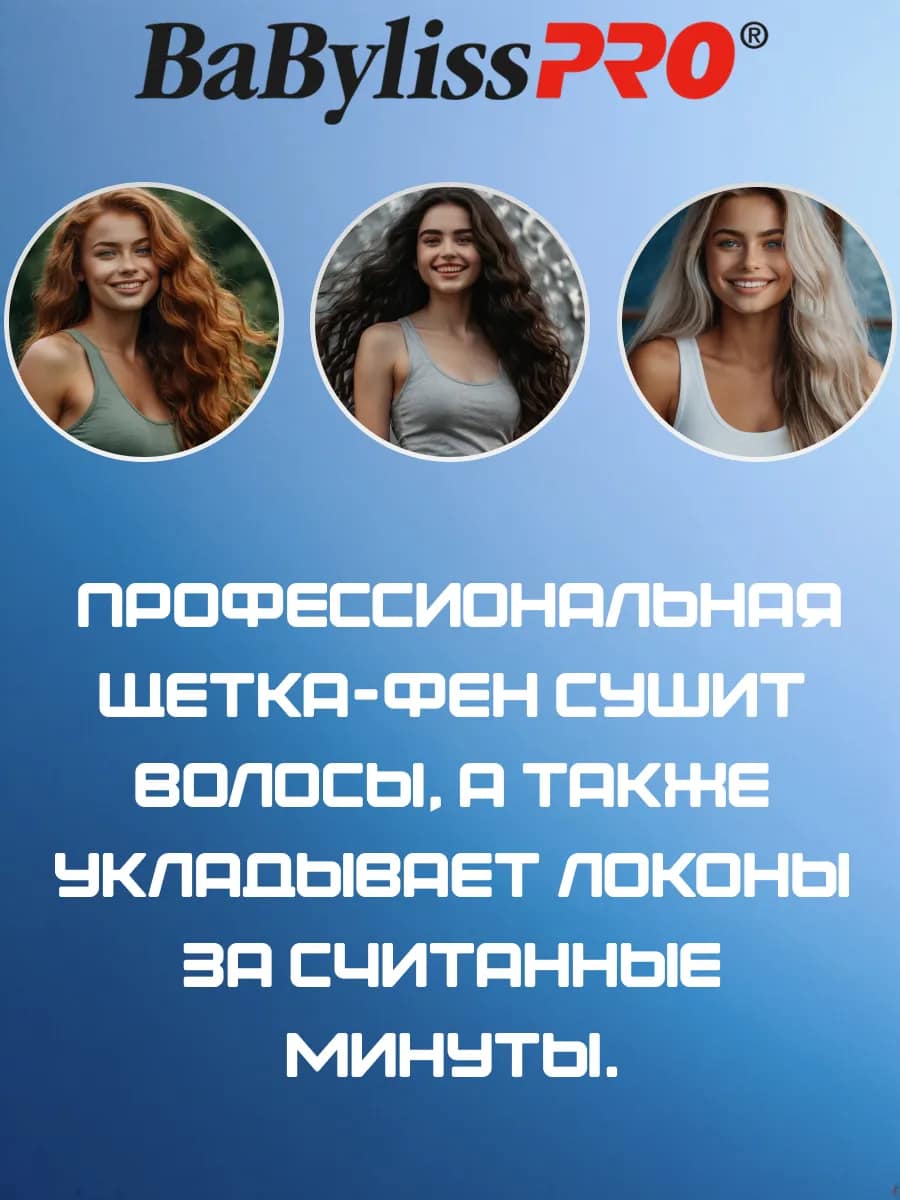 BaByliss PRO®
ПРОФЕССИОНАЛЬНАЯ
ЩЕТКА-ФЕН СУШИТ
ВОЛОСЫ, А ТАКЖЕ
УКЛАДЫВАЕТ ЛОКОНЫ
ЗА СЧИТАННЫЕ
МИНУТЫ.